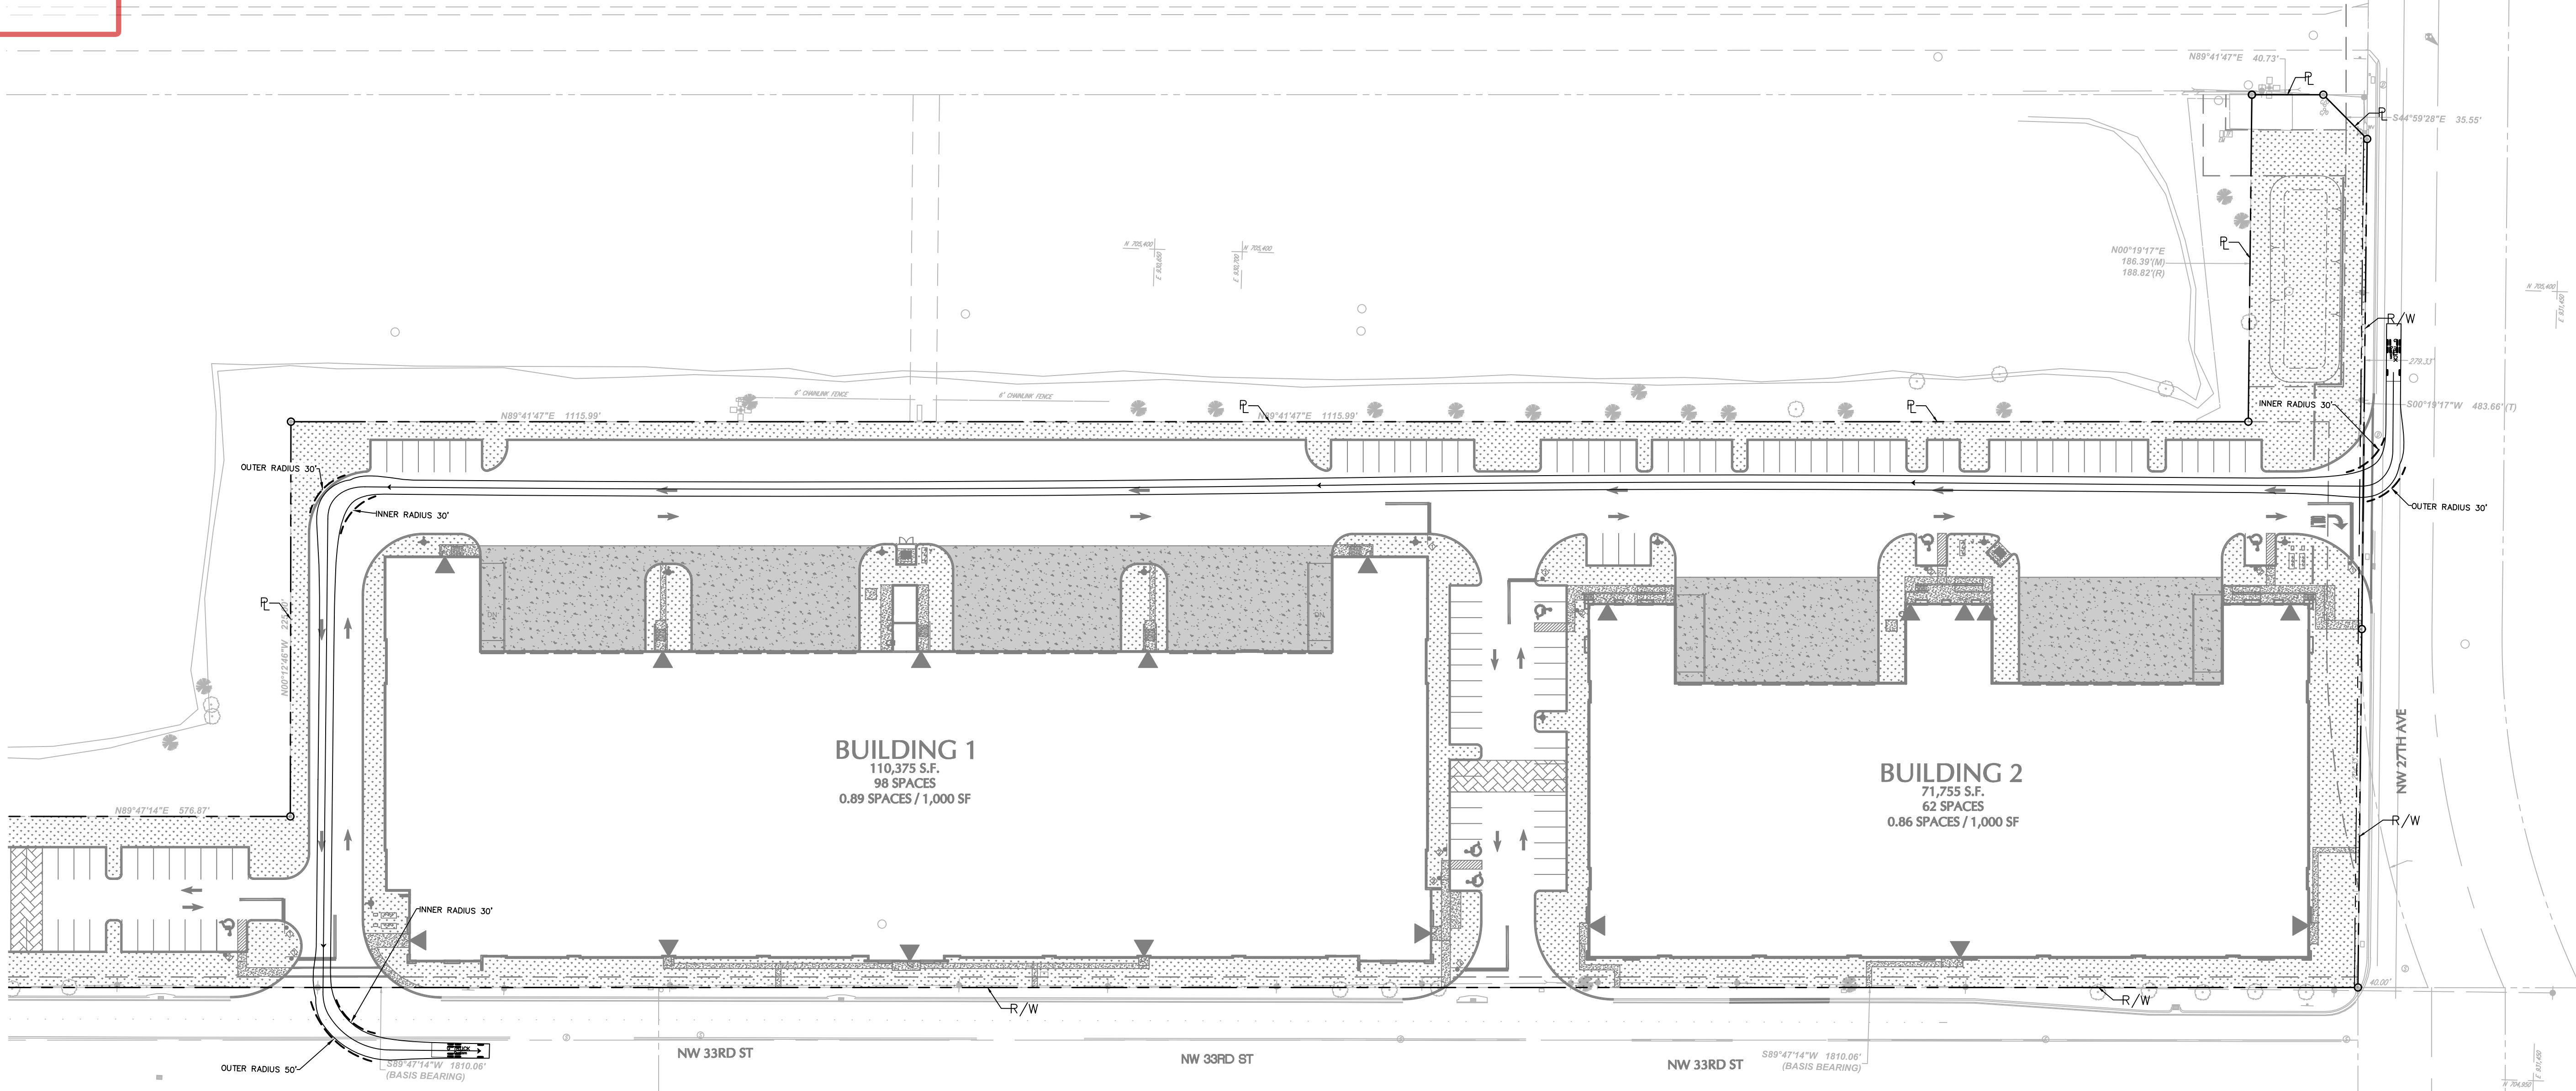 N89°41'47"E 40.73'
P L
P L
S44°59'28"E 35.55'
N 705,400
E 830,650
N 705,400
E 830,700
P L
N00°19'17"E
186.39'(M)
188.82'(R)
N 705,400
E 831,450
R/W
279.33'
6' CHAINLINK FENCE
6' CHAINLINK FENCE
N89°41'47"E 1115.99'
P L
N89°41'47"E 1115.99'
P L
INNER RADIUS 30'
S00°19'17"W 483.66'(T)
OUTER RADIUS 30'
INNER RADIUS 30'
OUTER RADIUS 30'
DN
DN
P L
BUILDING 1
110,375 S.F.
98 SPACES
0.89 SPACES / 1,000 SF
BUILDING 2
71,755 S.F.
62 SPACES
0.86 SPACES / 1,000 SF
NW 27TH AVE
N89°47'14"E 576.87'
R/W
INNER RADIUS 30'
40.00'
R/W
R/W
OUTER RADIUS 50'
S89°47'14"W 1810.06'
(BASIS BEARING)
NW 33RD ST
NW 33RD ST
NW 33RD ST
S89°47'14"W 1810.06'
(BASIS BEARING)
N 704,950
E 831,450